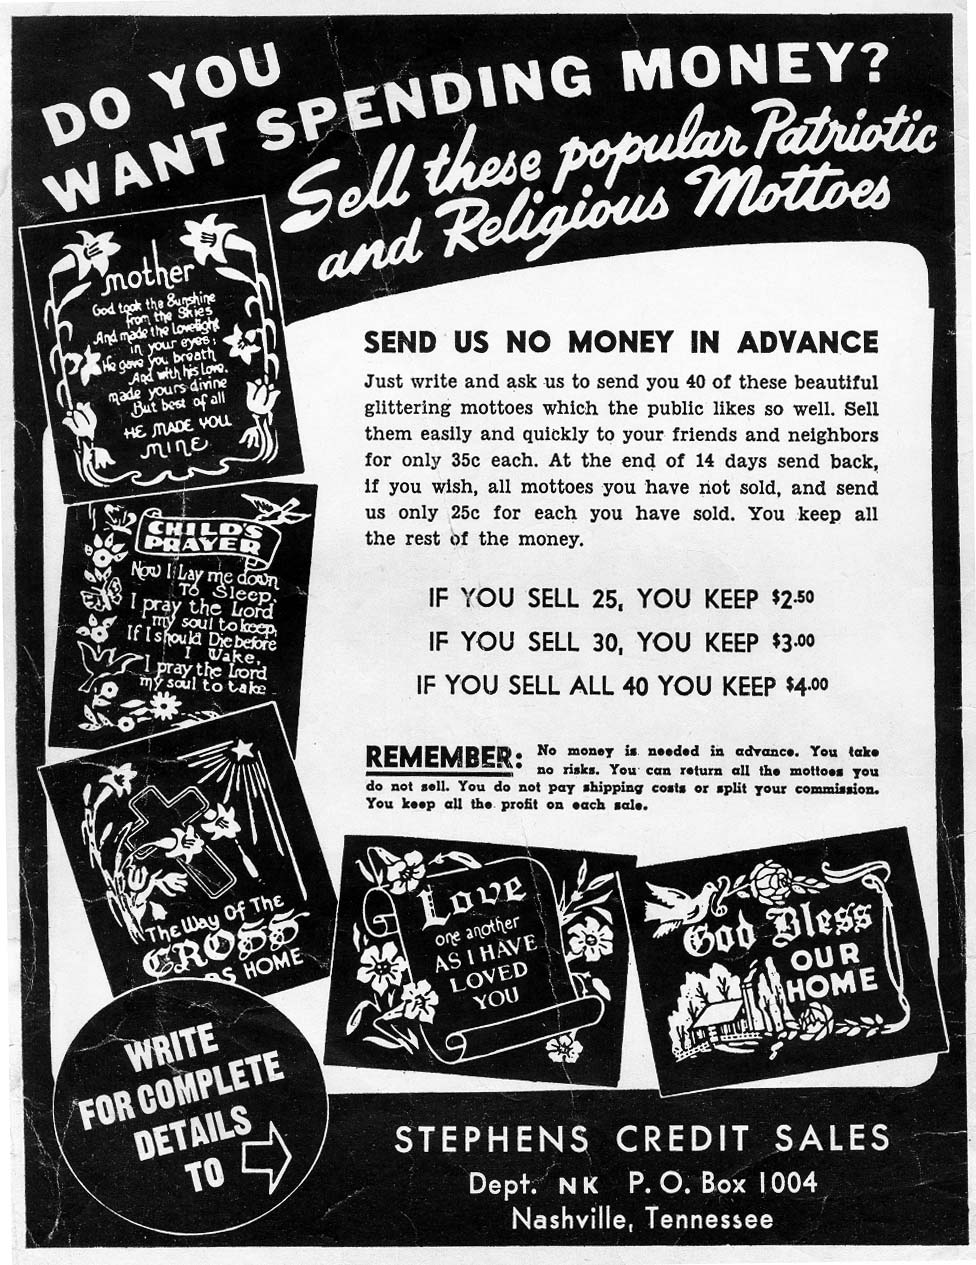 DO YOU
WANT SPENDING MONEY?
Sell these popular Patriotic
and Religious Mottoes
mother
God took the Sunshine
from the Skies
And made the Lovelight
in your eyes;
He gave you breath
And with his Love.
made yours divine
But best of all
HE MADE YOU
MINE
CHILD'S
PRAYER
Now I Lay me down
To Sleep,
I pray the Lord
my soul to keep,
If I should Die before
I Wake,
I pray the Lord
my soul to take
The Way Of The
CROSS
HOME
SEND US NO MONEY IN ADVANCE
Just write and ask us to send you 40 of these beautiful
glittering mottoes which the public likes so well. Sell
them easily and quickly to your friends and neighbors
for only 35c each. At the end of 14 days send back,
if you wish, all mottoes you have not sold, and send
us only 25c for each you have sold. You keep all
the rest of the money.
IF YOU SELL 25, YOU KEEP $2.50
IF YOU SELL 30, YOU KEEP $3.00
IF YOU SELL ALL 40 YOU KEEP $4.00
REMEMBER: No money is needed in advance. You take
no risks. You can return all the mottoes you
do not sell. You do not pay shipping costs or split your commission.
You keep all the profit on each sale.
Love
one another
AS I HAVE
LOVED
YOU
God Bless
OUR
HOME
WRITE
FOR COMPLETE
DETAILS
TO
STEPHENS CREDIT SALES
Dept. NK P. O. Box 1004
Nashville, Tennessee